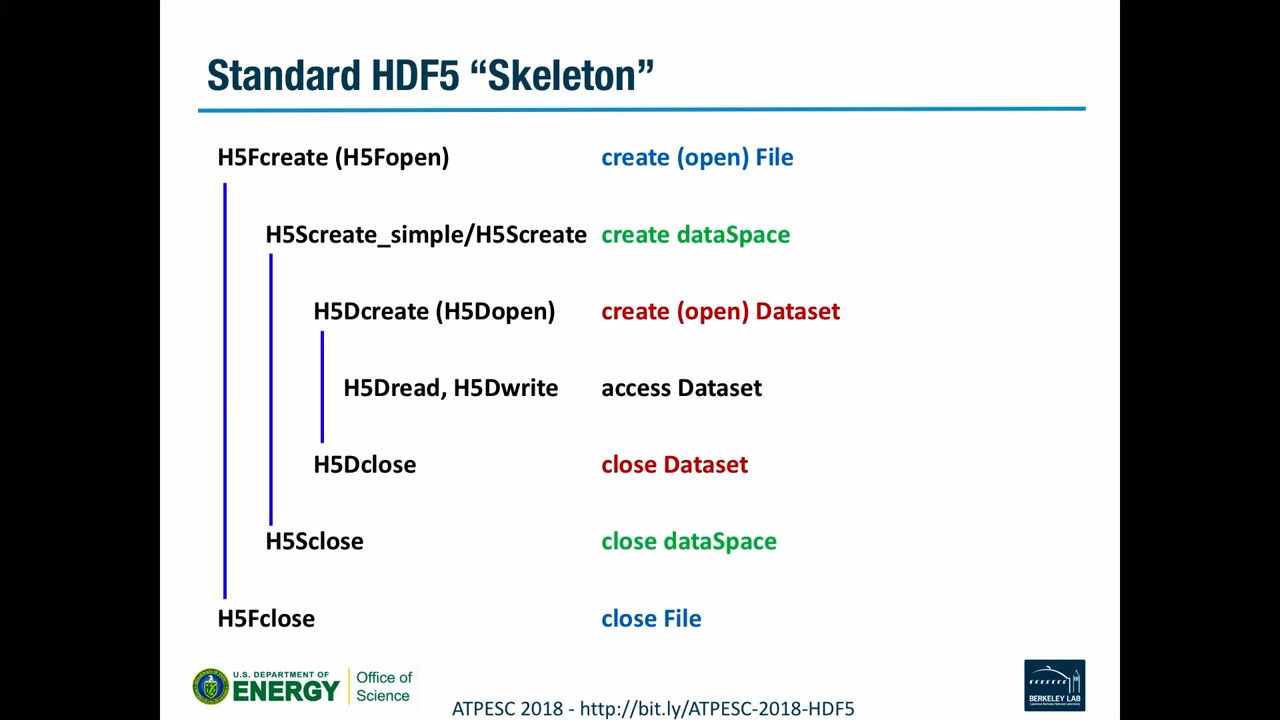 Standard HDF5 “Skeleton”
H5Fcreate (H5Fopen) create (open) File
H5Screate_simple/H5Screate create dataSpace
H5Dcreate (H5Dopen) create (open) Dataset
H5Dread, H5Dwrite access Dataset
H5Dclose close Dataset
H5Sclose close dataSpace
H5Fclose close File
U.S. DEPARTMENT OF
ENERGY
Office of
Science
BERKELEY LAB
ATPESC 2018 - http://bit.ly/ATPESC-2018-HDF5